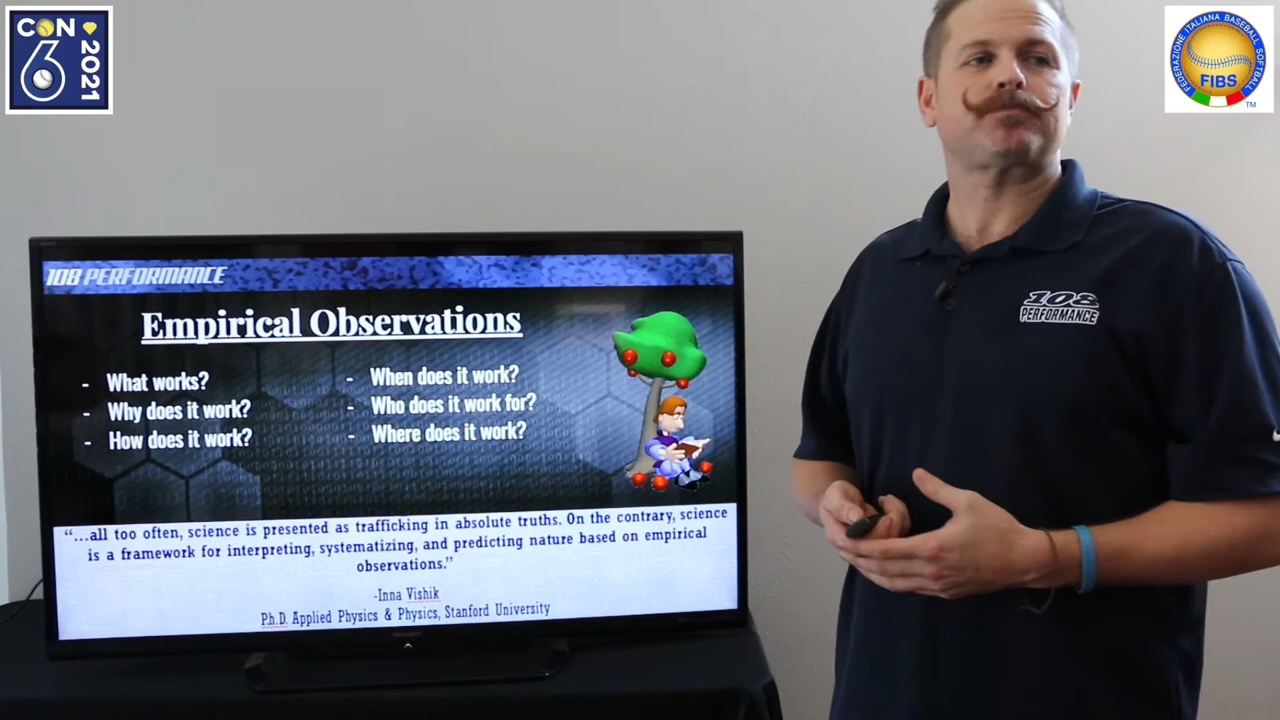 CON
6
2021
FEDERAZIONE ITALIANA BASEBALL SOFTBALL
FIBS
TM
108 PERFORMANCE
Empirical Observations
- What works?
- Why does it work?
- How does it work?
- When does it work?
- Who does it work for?
- Where does it work?
“...all too often, science is presented as trafficking in absolute truths. On the contrary, science
is a framework for interpreting, systematizing, and predicting nature based on empirical
observations.”
-Inna Vishik
P.h.D. Applied Physics & Physics, Stanford University
SHARP
108
PERFORMANCE